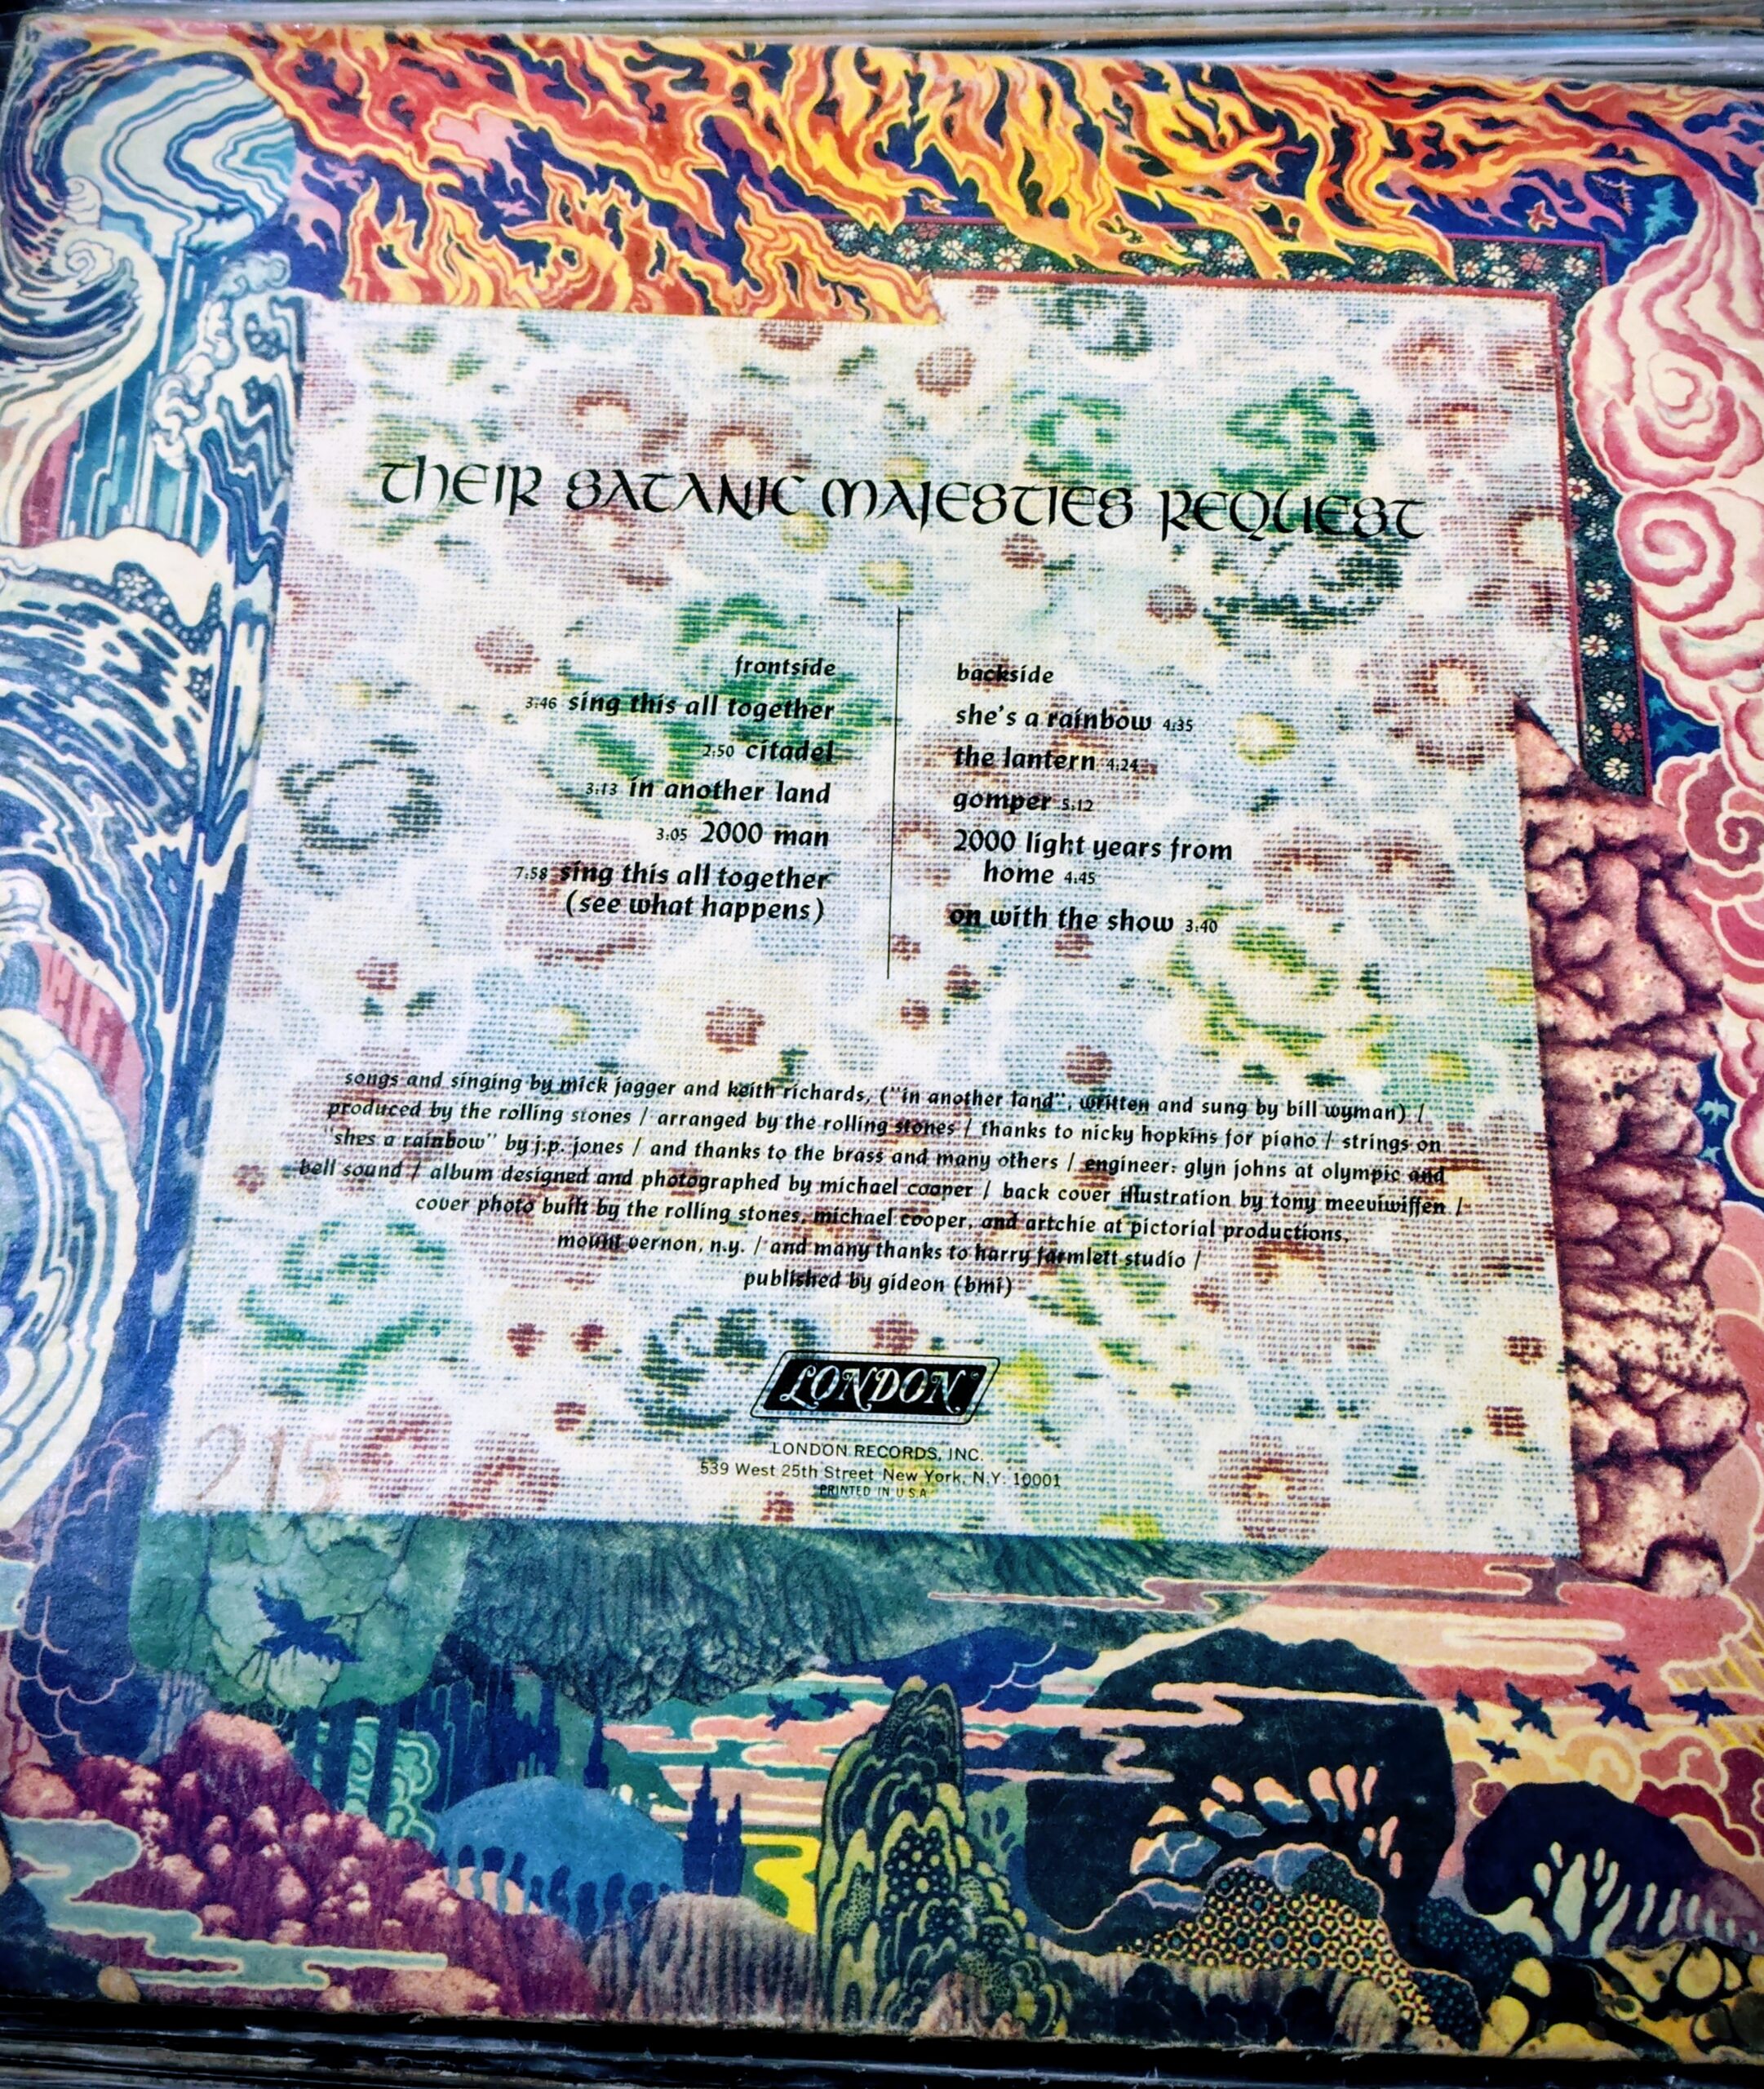 their satanic majesties request
frontside
3:46 sing this all together
2:50 citadel
3:13 in another land
3:05 2000 man
7:58 sing this all together
(see what happens)
backside
she's a rainbow 4:35
the lantern 4:24
gomper 5:12
2000 light years from
home 4:45
on with the show 3:40
songs and singing by mick jagger and keith richards, ("in another land", written and sung by bill wyman) /
produced by the rolling stones / arranged by the rolling stones / thanks to nicky hopkins for piano / strings on
"shes a rainbow" by j.p. jones / and thanks to the brass and many others / engineer: glyn johns at olympic and
bell sound / album designed and photographed by michael cooper / back cover illustration by tony meeviwiffen /
cover photo built by the rolling stones, michael cooper, and artchie at pictorial productions,
mount vernon, n.y. / and many thanks to harry farmlett studio /
published by gideon (bmi)
LONDON
LONDON RECORDS, INC.
539 West 25th Street New York, N.Y. 10001
PRINTED IN U.S.A.
215